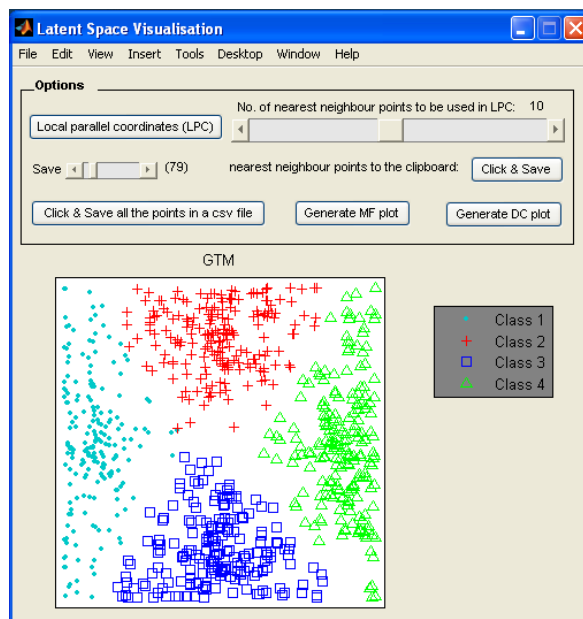 Latent Space Visualisation
File Edit View Insert Tools Desktop Window Help
Options
No. of nearest neighbour points to be used in LPC: 10
Local parallel coordinates (LPC)
Save (79) nearest neighbour points to the clipboard: Click & Save
Click & Save all the points in a csv file Generate MF plot Generate DC plot
GTM
Class 1
Class 2
Class 3
Class 4